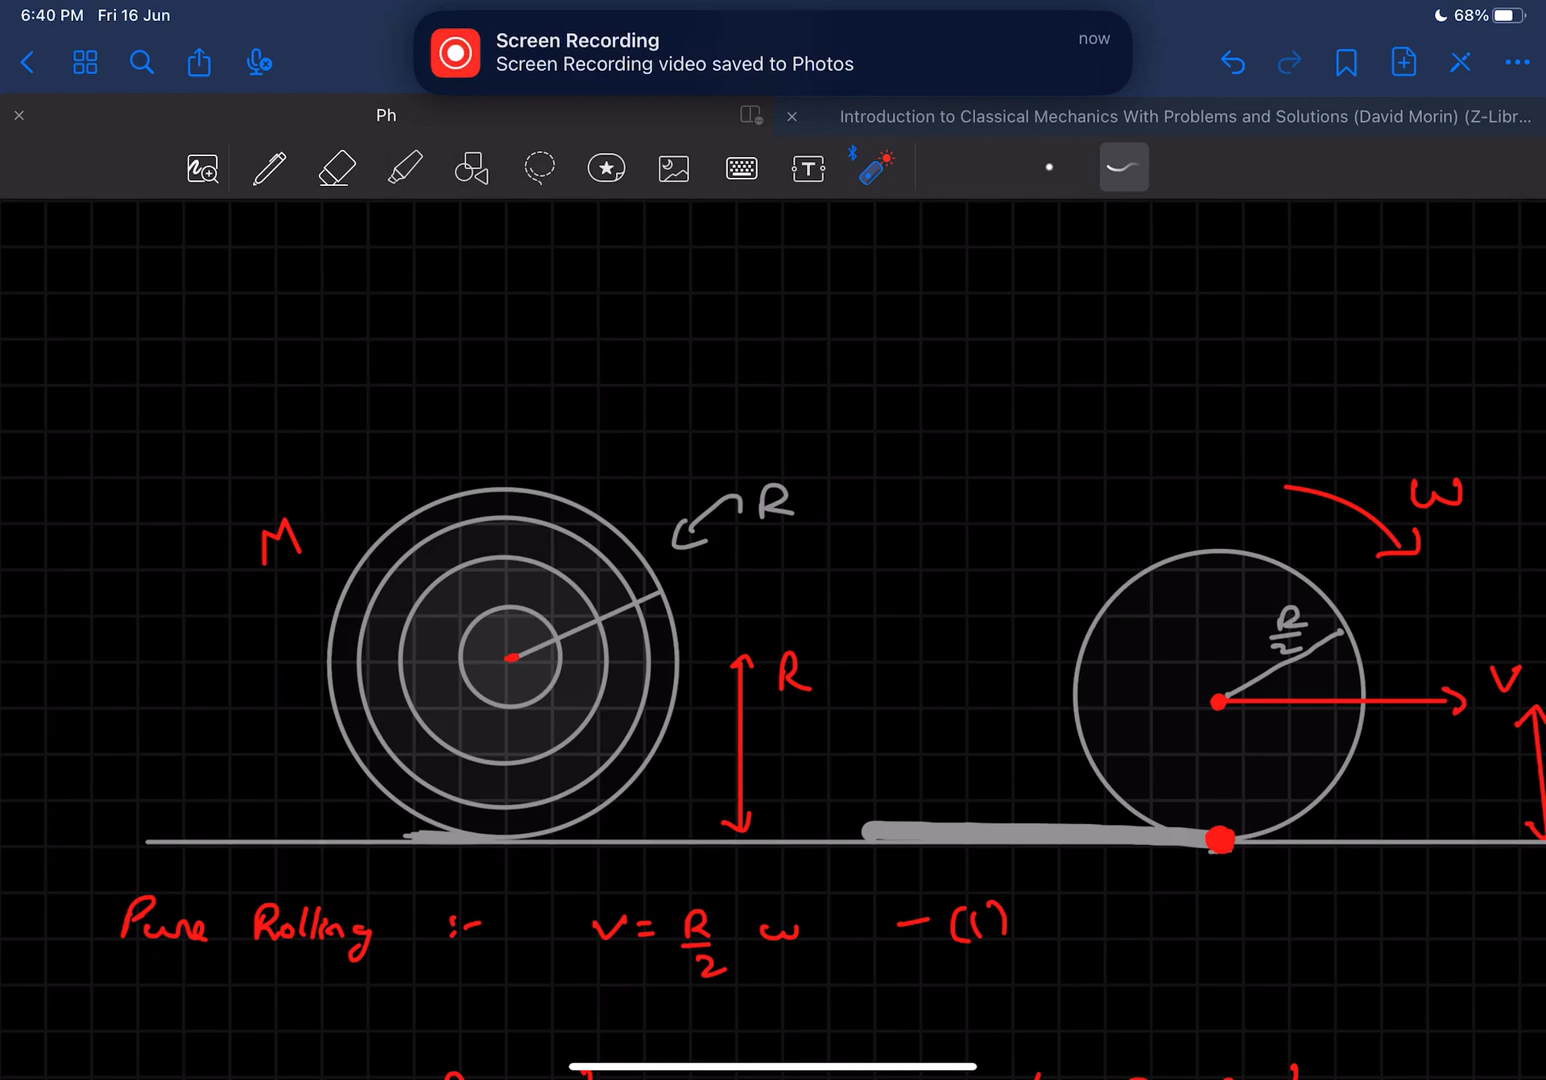 6:40 PM Fri 16 Jun
68%
Screen Recording
now
Screen Recording video saved to Photos
Ph
Introduction to Classical Mechanics With Problems and Solutions (David Morin) (Z-Libr...
T
M
R
R
ω
R/2
v
Pure Rolling :- v = R/2 ω - (1)